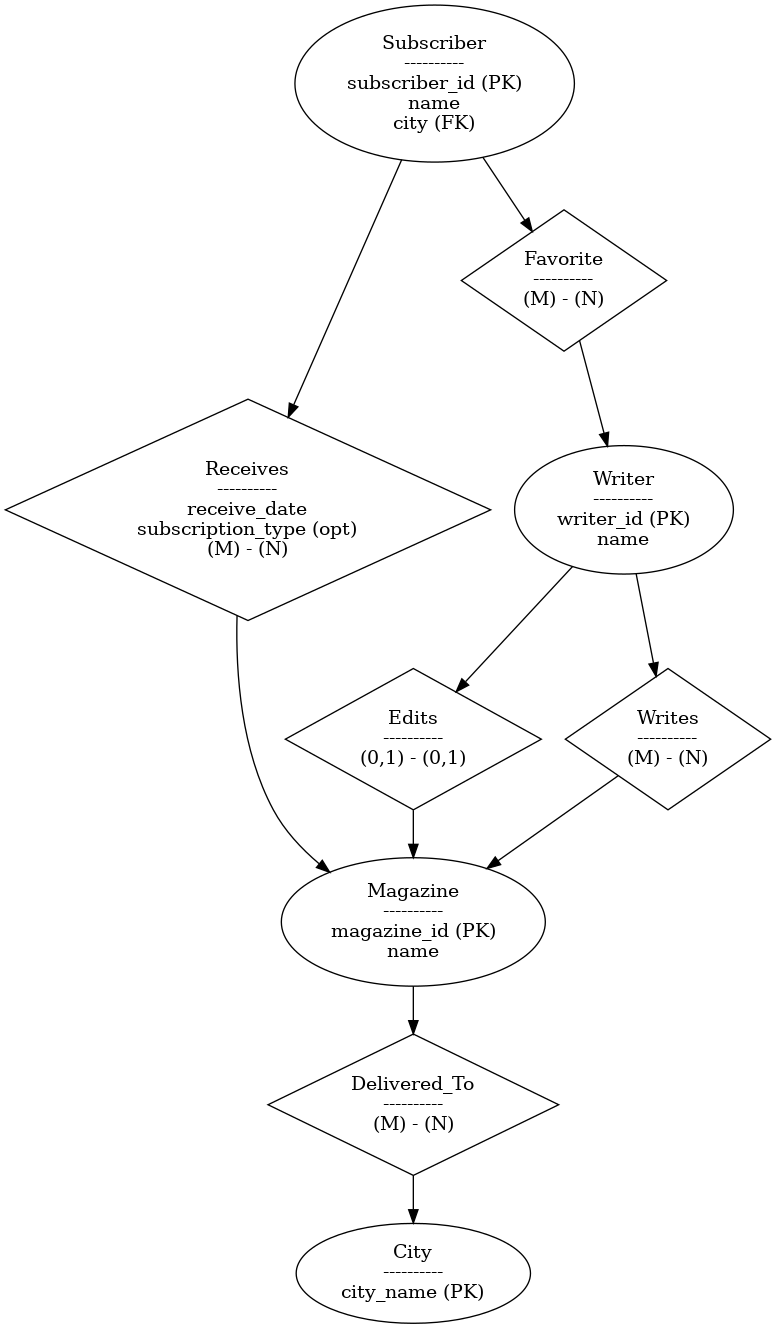 Subscriber
----------
subscriber_id (PK)
name
city (FK)
Favorite
----------
(M) - (N)
Receives
----------
receive_date
subscription_type (opt)
(M) - (N)
Writer
----------
writer_id (PK)
name
Edits
----------
(0,1) - (0,1)
Writes
----------
(M) - (N)
Magazine
----------
magazine_id (PK)
name
Delivered_To
----------
(M) - (N)
City
----------
city_name (PK)